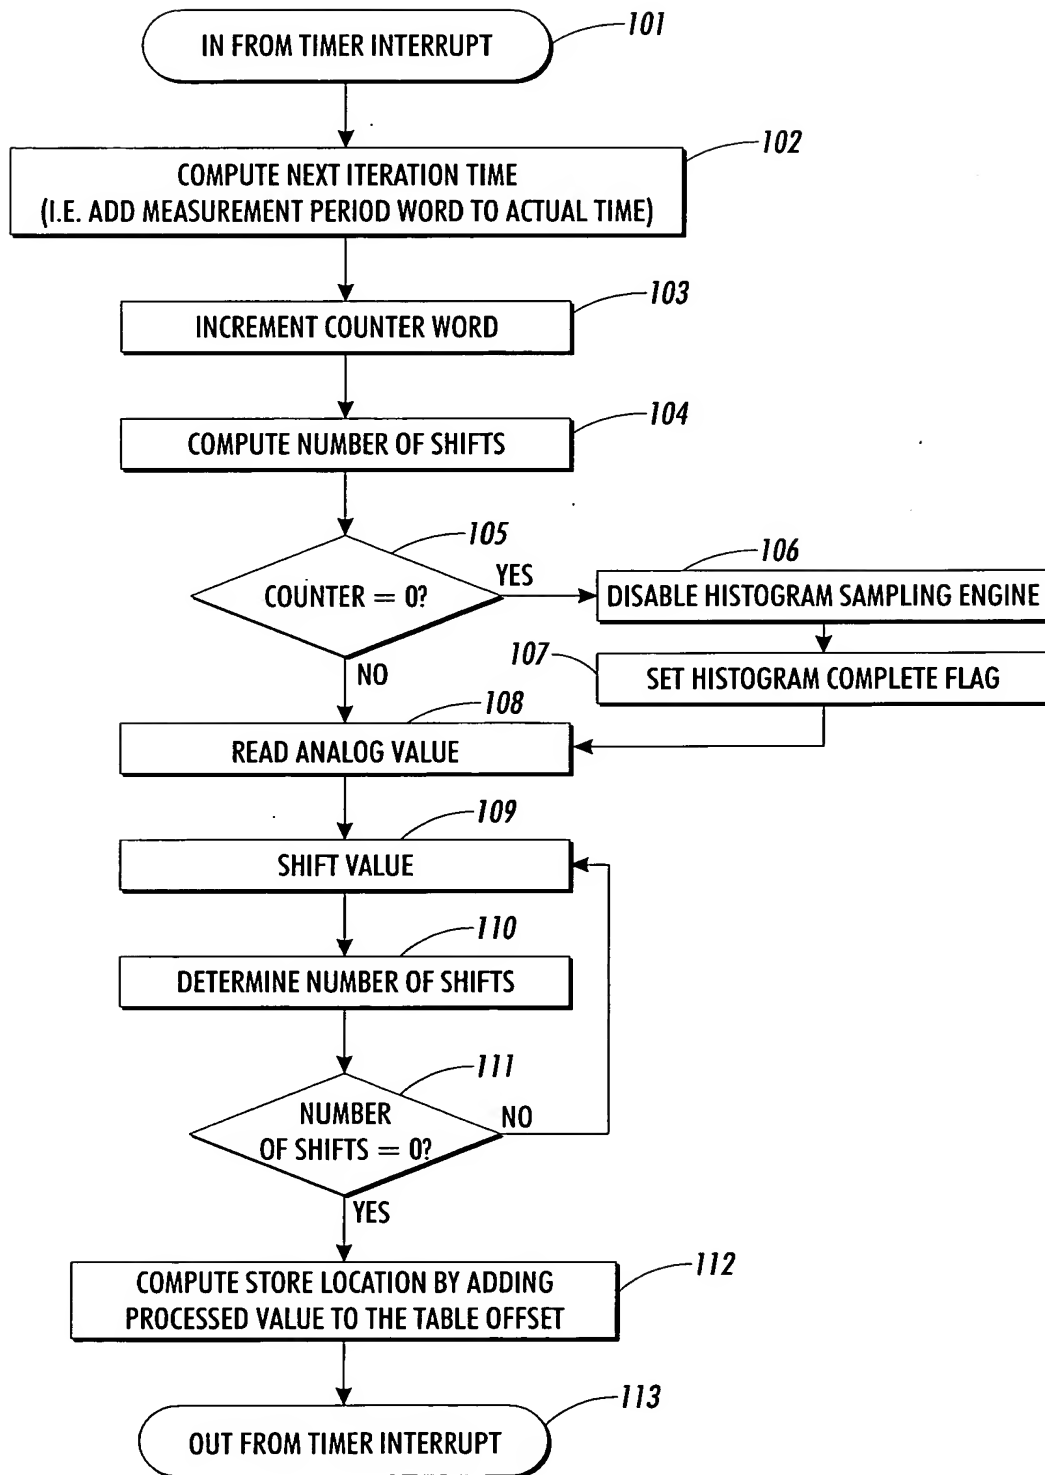 IN FROM TIMER INTERRUPT
101
COMPUTE NEXT ITERATION TIME
(I.E. ADD MEASUREMENT PERIOD WORD TO ACTUAL TIME)
102
INCREMENT COUNTER WORD
103
COMPUTE NUMBER OF SHIFTS
104
COUNTER = 0?
105
YES
NO
DISABLE HISTOGRAM SAMPLING ENGINE
106
SET HISTOGRAM COMPLETE FLAG
107
READ ANALOG VALUE
108
SHIFT VALUE
109
DETERMINE NUMBER OF SHIFTS
110
NUMBER
OF SHIFTS = 0?
111
NO
YES
COMPUTE STORE LOCATION BY ADDING
PROCESSED VALUE TO THE TABLE OFFSET
112
OUT FROM TIMER INTERRUPT
113